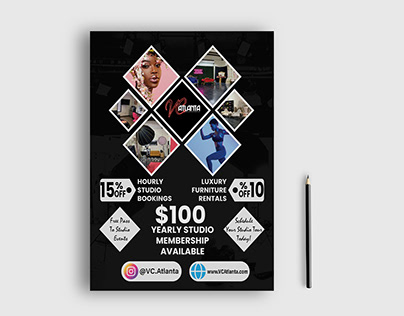 VC ATLANTA
15% OFF
HOURLY
STUDIO
BOOKINGS
LUXURY
FURNITURE
RENTALS
% OFF 10
$100
YEARLY STUDIO
MEMBERSHIP
AVAILABLE
Free Pass
To Studio
Events
Schedule
Your Studio Tour
Today!
@VC.Atlanta
www.VCAtlanta.com